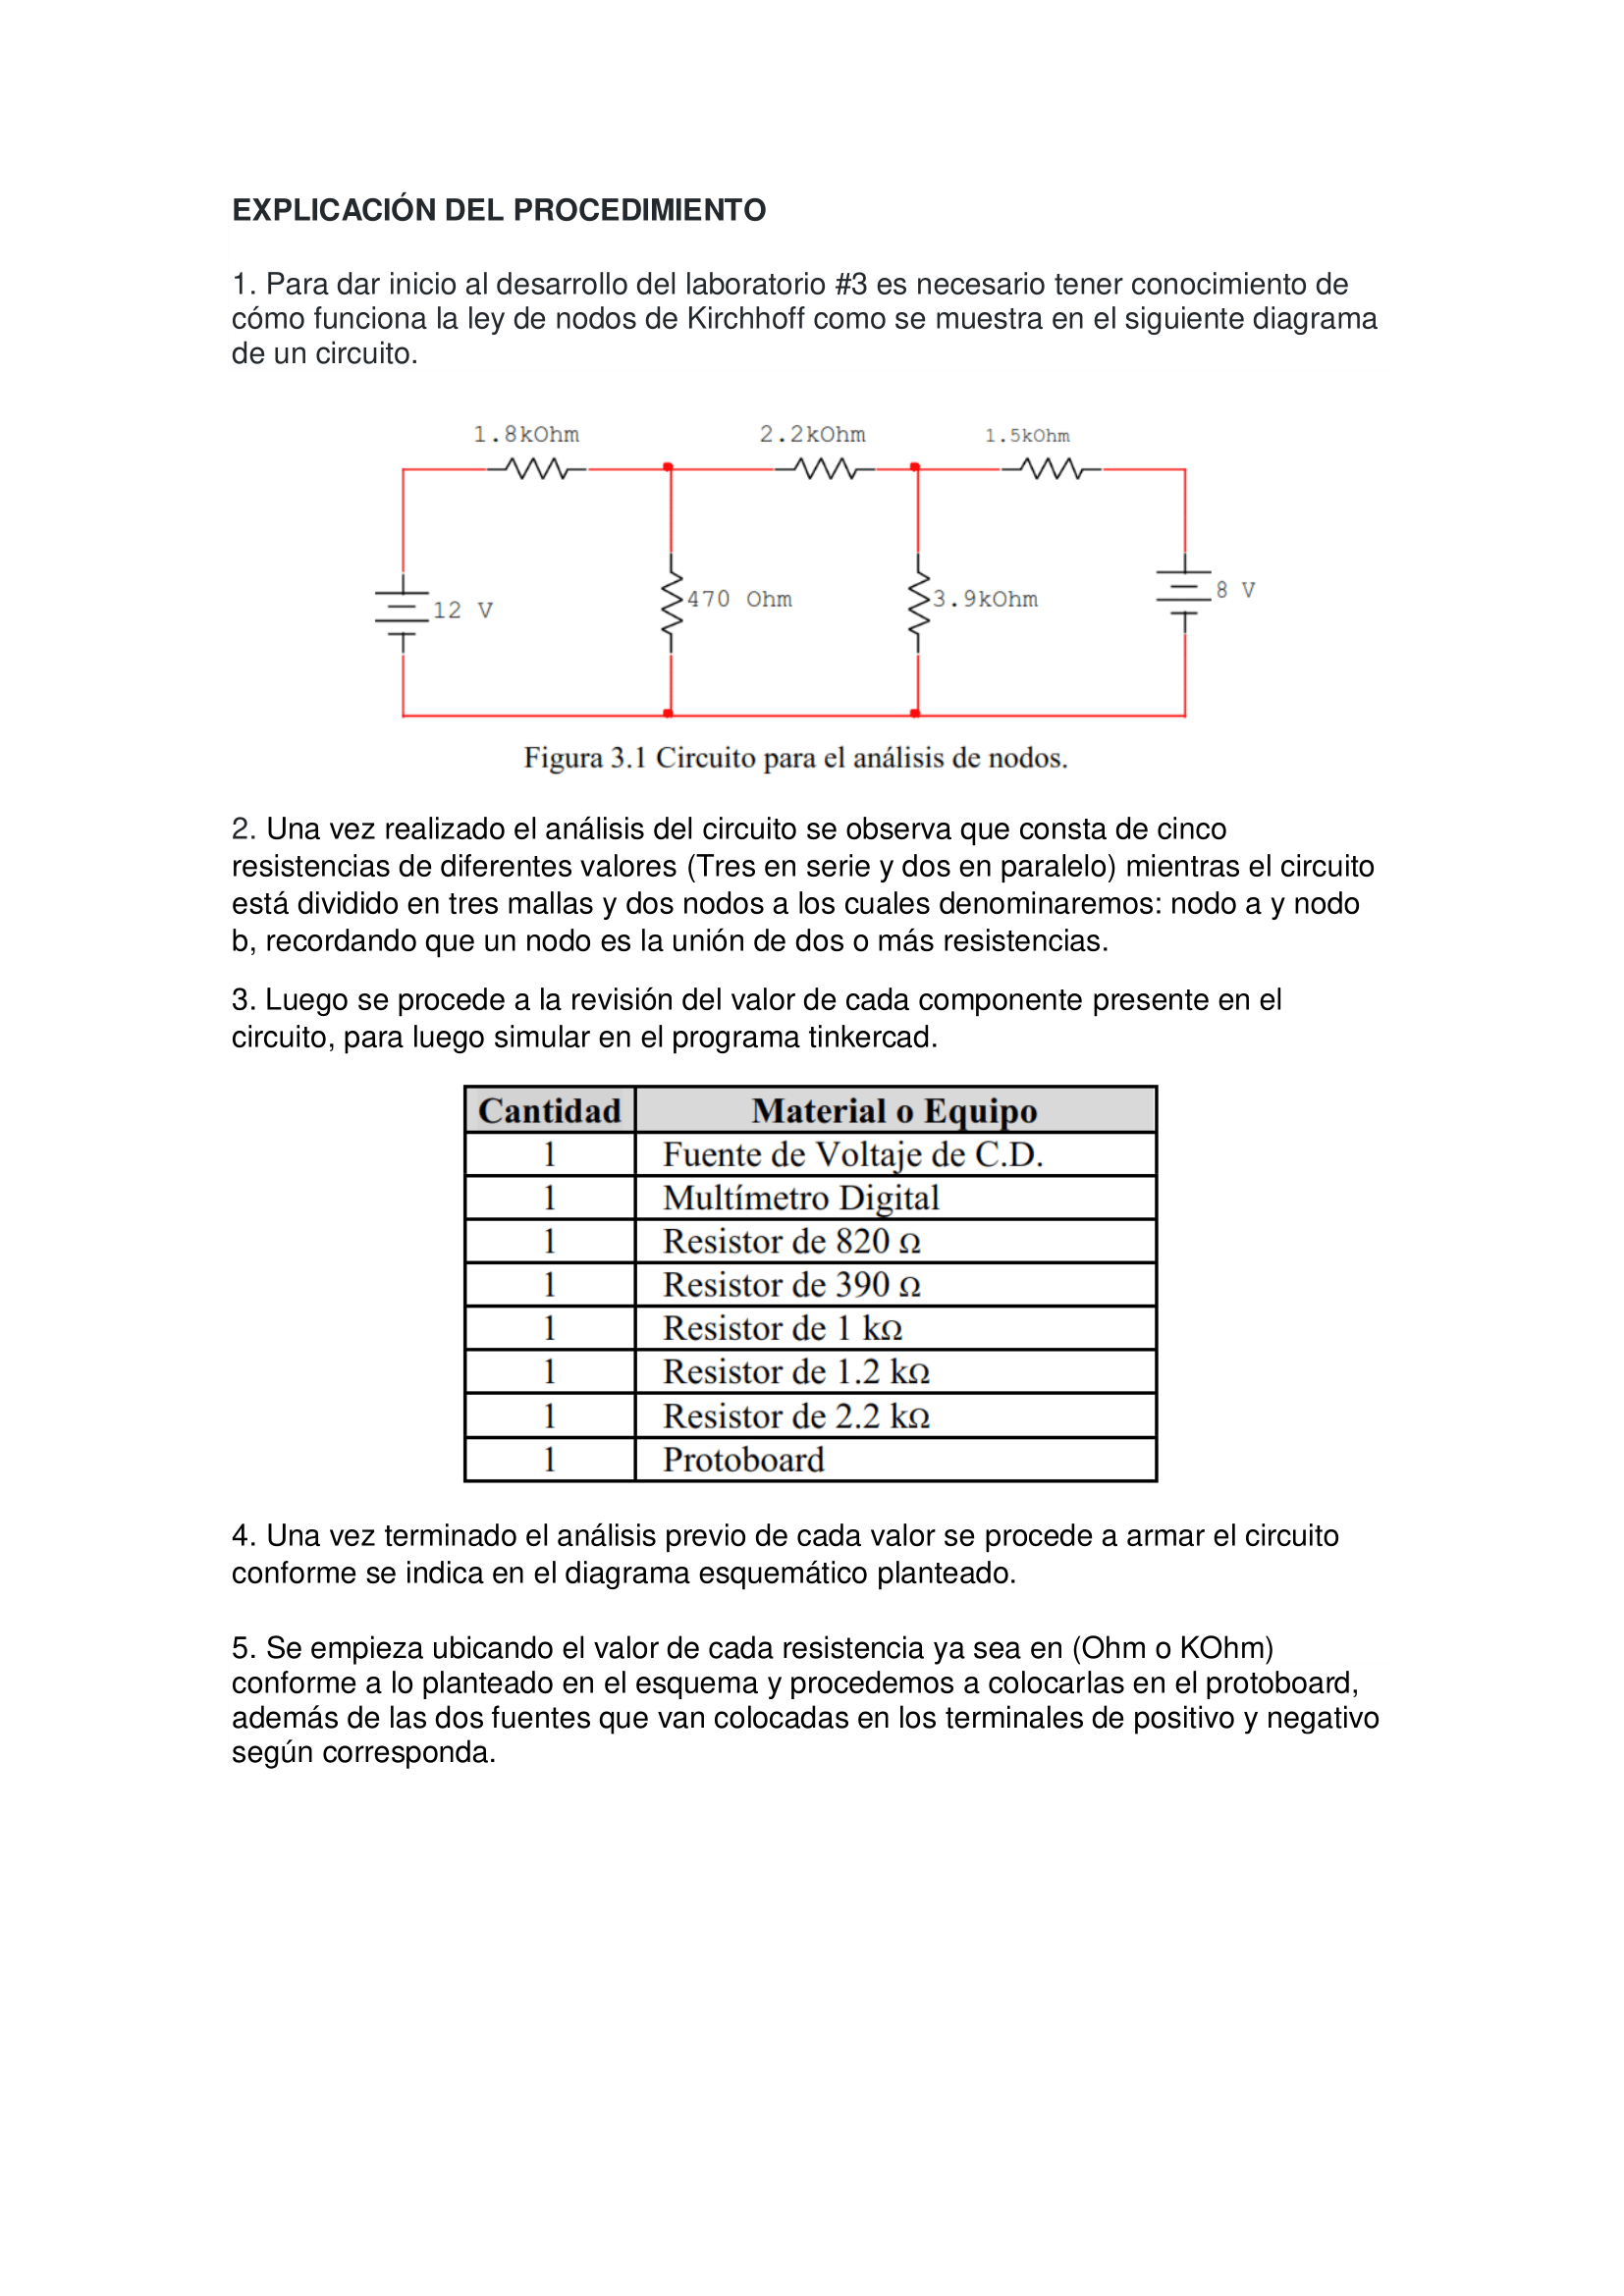 EXPLICACIÓN DEL PROCEDIMIENTO
1. Para dar inicio al desarrollo del laboratorio #3 es necesario tener conocimiento de
cómo funciona la ley de nodos de Kirchhoff como se muestra en el siguiente diagrama
de un circuito.
1.8kOhm 2.2kOhm 1.5kOhm
12 V 470 Ohm 3.9kOhm 8 V
Figura 3.1 Circuito para el análisis de nodos.
2. Una vez realizado el análisis del circuito se observa que consta de cinco
resistencias de diferentes valores (Tres en serie y dos en paralelo) mientras el circuito
está dividido en tres mallas y dos nodos a los cuales denominaremos: nodo a y nodo
b, recordando que un nodo es la unión de dos o más resistencias.
3. Luego se procede a la revisión del valor de cada componente presente en el
circuito, para luego simular en el programa tinkercad.
Cantidad Material o Equipo
1 Fuente de Voltaje de C.D.
1 Multímetro Digital
1 Resistor de 820 Ω
1 Resistor de 390 Ω
1 Resistor de 1 kΩ
1 Resistor de 1.2 kΩ
1 Resistor de 2.2 kΩ
1 Protoboard
4. Una vez terminado el análisis previo de cada valor se procede a armar el circuito
conforme se indica en el diagrama esquemático planteado.
5. Se empieza ubicando el valor de cada resistencia ya sea en (Ohm o KOhm)
conforme a lo planteado en el esquema y procedemos a colocarlas en el protoboard,
además de las dos fuentes que van colocadas en los terminales de positivo y negativo
según corresponda.